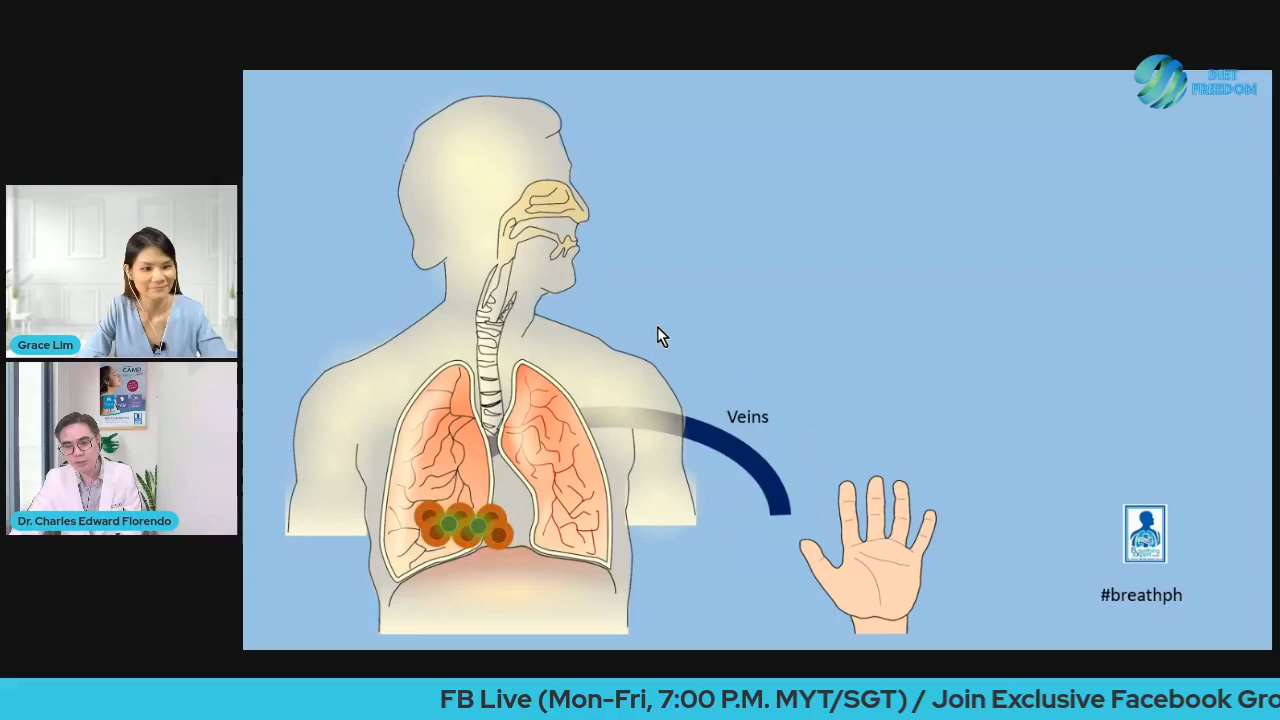 DIET
FREEDOM
Grace Lim
Veins
CAMP
Dr. Charles Edward Florendo
#breathph
FB Live (Mon-Fri, 7:00 P.M. MYT/SGT) / Join Exclusive Facebook Gro